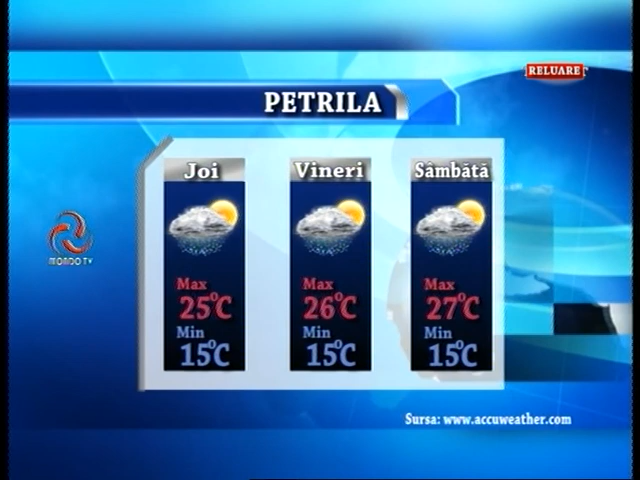 RELUARE
PETRILA
Joi Vineri Sâmbătă
Max Max Max
25°C 26°C 27°C
Min Min Min
15°C 15°C 15°C
MONDO TV
Sursa: www.accuweather.com